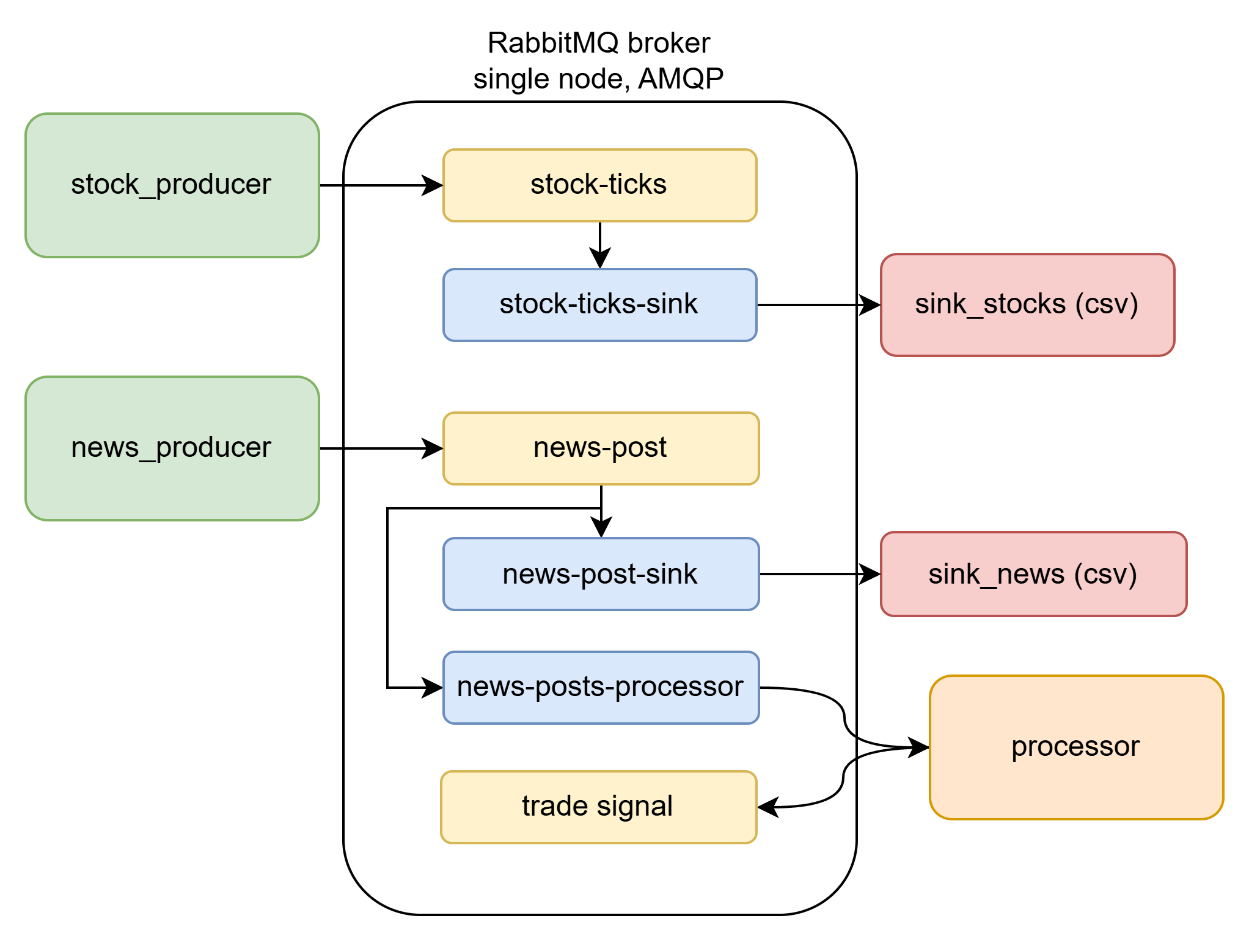 RabbitMQ broker
single node, AMQP
stock_producer
stock-ticks
stock-ticks-sink
sink_stocks (csv)
news_producer
news-post
news-post-sink
sink_news (csv)
news-posts-processor
processor
trade signal